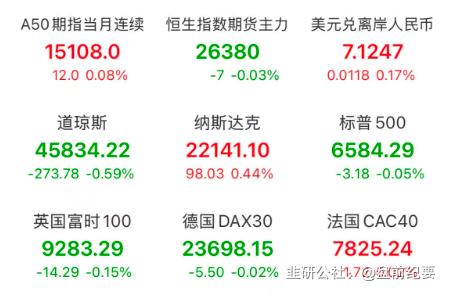 A50期指当月连续 恒生指数期货主力 美元兑离岸人民币
15108.0 26380 7.1247
12.0 0.08% -7 -0.03% 0.0118 0.17%
道琼斯 纳斯达克 标普500
45834.22 22141.10 6584.29
-273.78 -0.59% 98.03 0.44% -3.18 -0.05%
英国富时100 德国DAX30 法国CAC40
9283.29 23698.15 7825.24
-14.29 -0.15% -5.50 -0.02%
韭研公社@盘前纪要